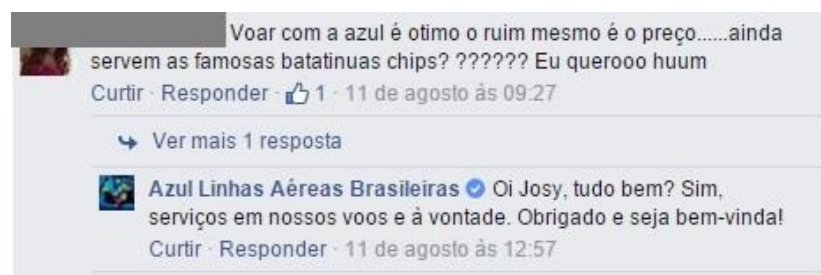 Voar com a azul é otimo o ruim mesmo é o preço......ainda
servem as famosas batatinuas chips? ?????? Eu querooo huum
Curtir · Responder · 1 · 11 de agosto às 09:27
Ver mais 1 resposta
Azul Linhas Aéreas Brasileiras Oi Josy, tudo bem? Sim,
serviços em nossos voos e à vontade. Obrigado e seja bem-vinda!
Curtir · Responder · 11 de agosto às 12:57